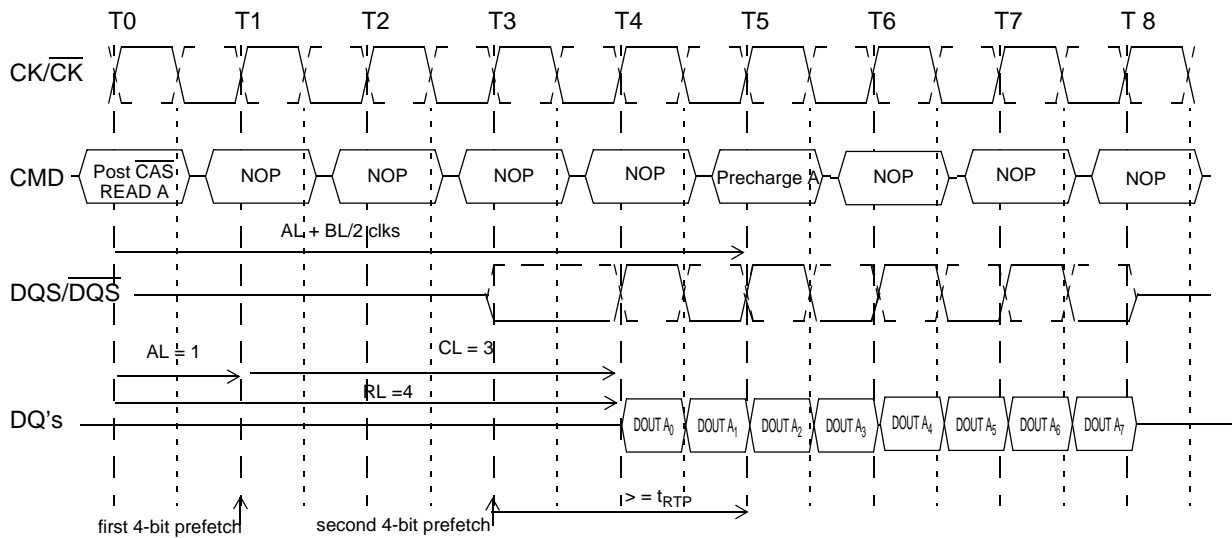 T0 T1 T2 T3 T4 T5 T6 T7 T 8
CK/CK
CMD
Post CAS
READ A
NOP
NOP
NOP
NOP
Precharge A
NOP
NOP
NOP
AL + BL/2 clks
DQS/DQS
AL = 1
CL = 3
RL =4
DQ's
DOUT A0
DOUT A1
DOUT A2
DOUT A3
DOUT A4
DOUT A5
DOUT A6
DOUT A7
> = tRTP
first 4-bit prefetch
second 4-bit prefetch